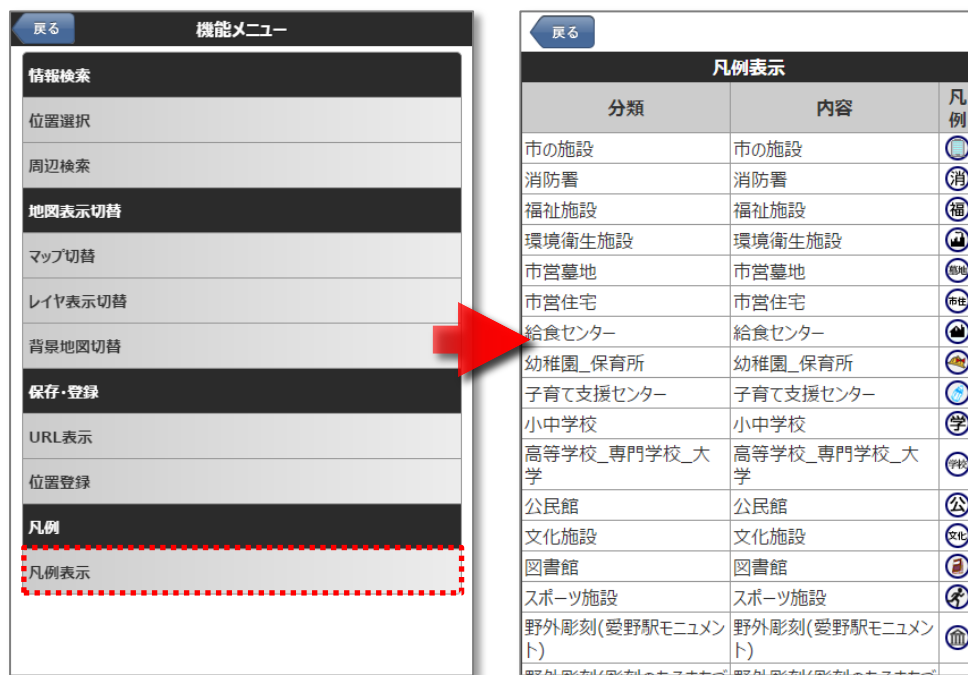 戻る
機能メニュー
情報検索
位置選択
周辺検索
地図表示切替
マップ切替
レイヤ表示切替
背景地図切替
保存・登録
URL表示
位置登録
凡例
凡例表示
戻る
凡例表示
分類 内容 凡例
市の施設 市の施設
消防署 消防署 消
福祉施設 福祉施設 福
環境衛生施設 環境衛生施設
市営墓地 市営墓地 墓地
市営住宅 市営住宅 市住
給食センター 給食センター
幼稚園_保育所 幼稚園_保育所
子育て支援センター 子育て支援センター
小中学校 小中学校 学
高等学校_専門学校_大 高等学校_専門学校_大 学校
学 学
公民館 公民館 公
文化施設 文化施設 文化
図書館 図書館
スポーツ施設 スポーツ施設
野外彫刻(愛野駅モニュメン 野外彫刻(愛野駅モニュメン
ト) ト)